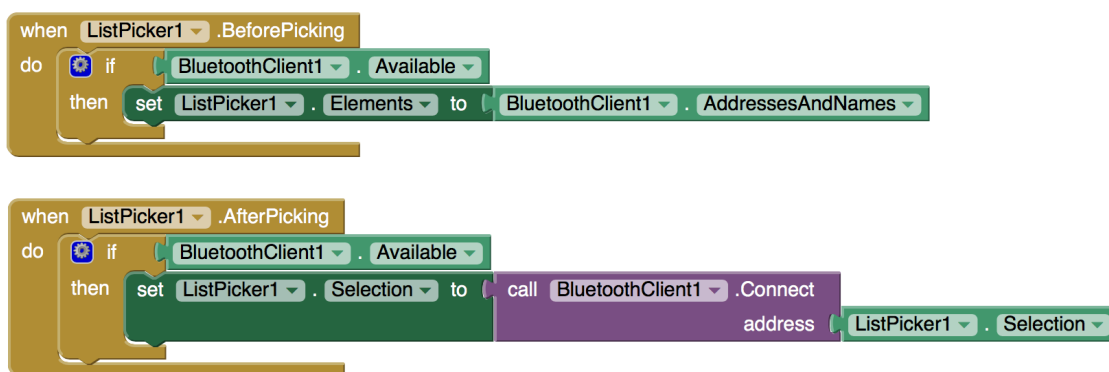 when ListPicker1 .BeforePicking
do if BluetoothClient1 . Available
then set ListPicker1 . Elements to BluetoothClient1 . AddressesAndNames
when ListPicker1 .AfterPicking
do if BluetoothClient1 . Available
then set ListPicker1 . Selection to call BluetoothClient1 .Connect
address ListPicker1 . Selection